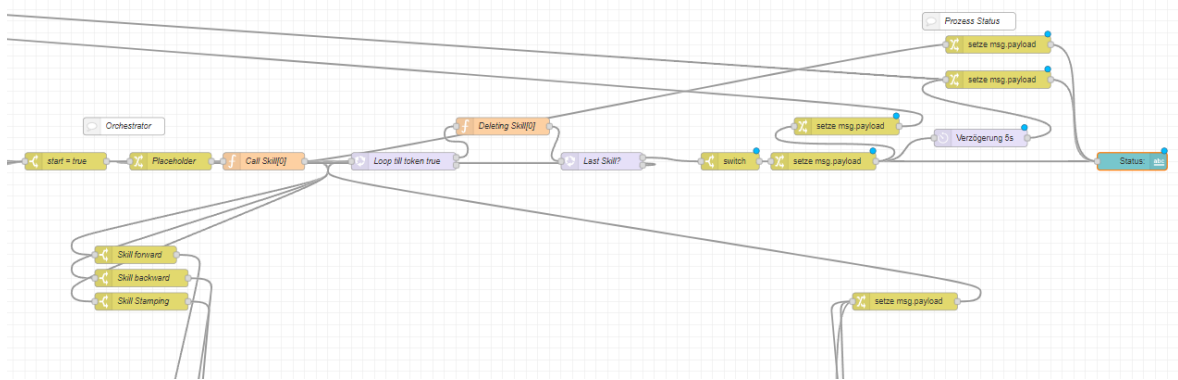 Prozess Status
setze msg.payload
setze msg.payload
Orchestrator
Deleting Skill[0]
setze msg.payload
Verzögerung 5s
start = true
Placeholder
Call Skill[0]
Loop till token true
Last Skill?
switch
setze msg.payload
Status:
abc
Skill forward
Skill backward
Skill Stamping
setze msg.payload